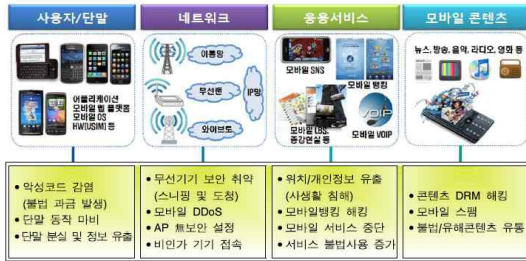 사용자/단말
네트워크
응용서비스
모바일 콘텐츠
어플리케이션
모바일 웹 플랫폼
모바일 OS
HW(USIM) 등
이통망
무선랜
와이브로
IP망
모바일 SNS
모바일 뱅킹
모바일 LBS,
증강현실 등
VOIP
모바일 VOIP
뉴스, 방송, 음악, 라디오, 영화 등
• 악성코드 감염
(불법 과금 발생)
• 단말 동작 마비
• 단말 분실 및 정보 유출
• 무선기기 보안 취약
(스니핑 및 도청)
• 모바일 DDoS
• AP 無보안 설정
• 비인가 기기 접속
• 위치/개인정보 유출
(사생활 침해)
• 모바일뱅킹 해킹
• 모바일 서비스 중단
• 서비스 불법사용 증가
• 콘텐츠 DRM 해킹
• 모바일 스팸
• 불법/유해콘텐츠 유통